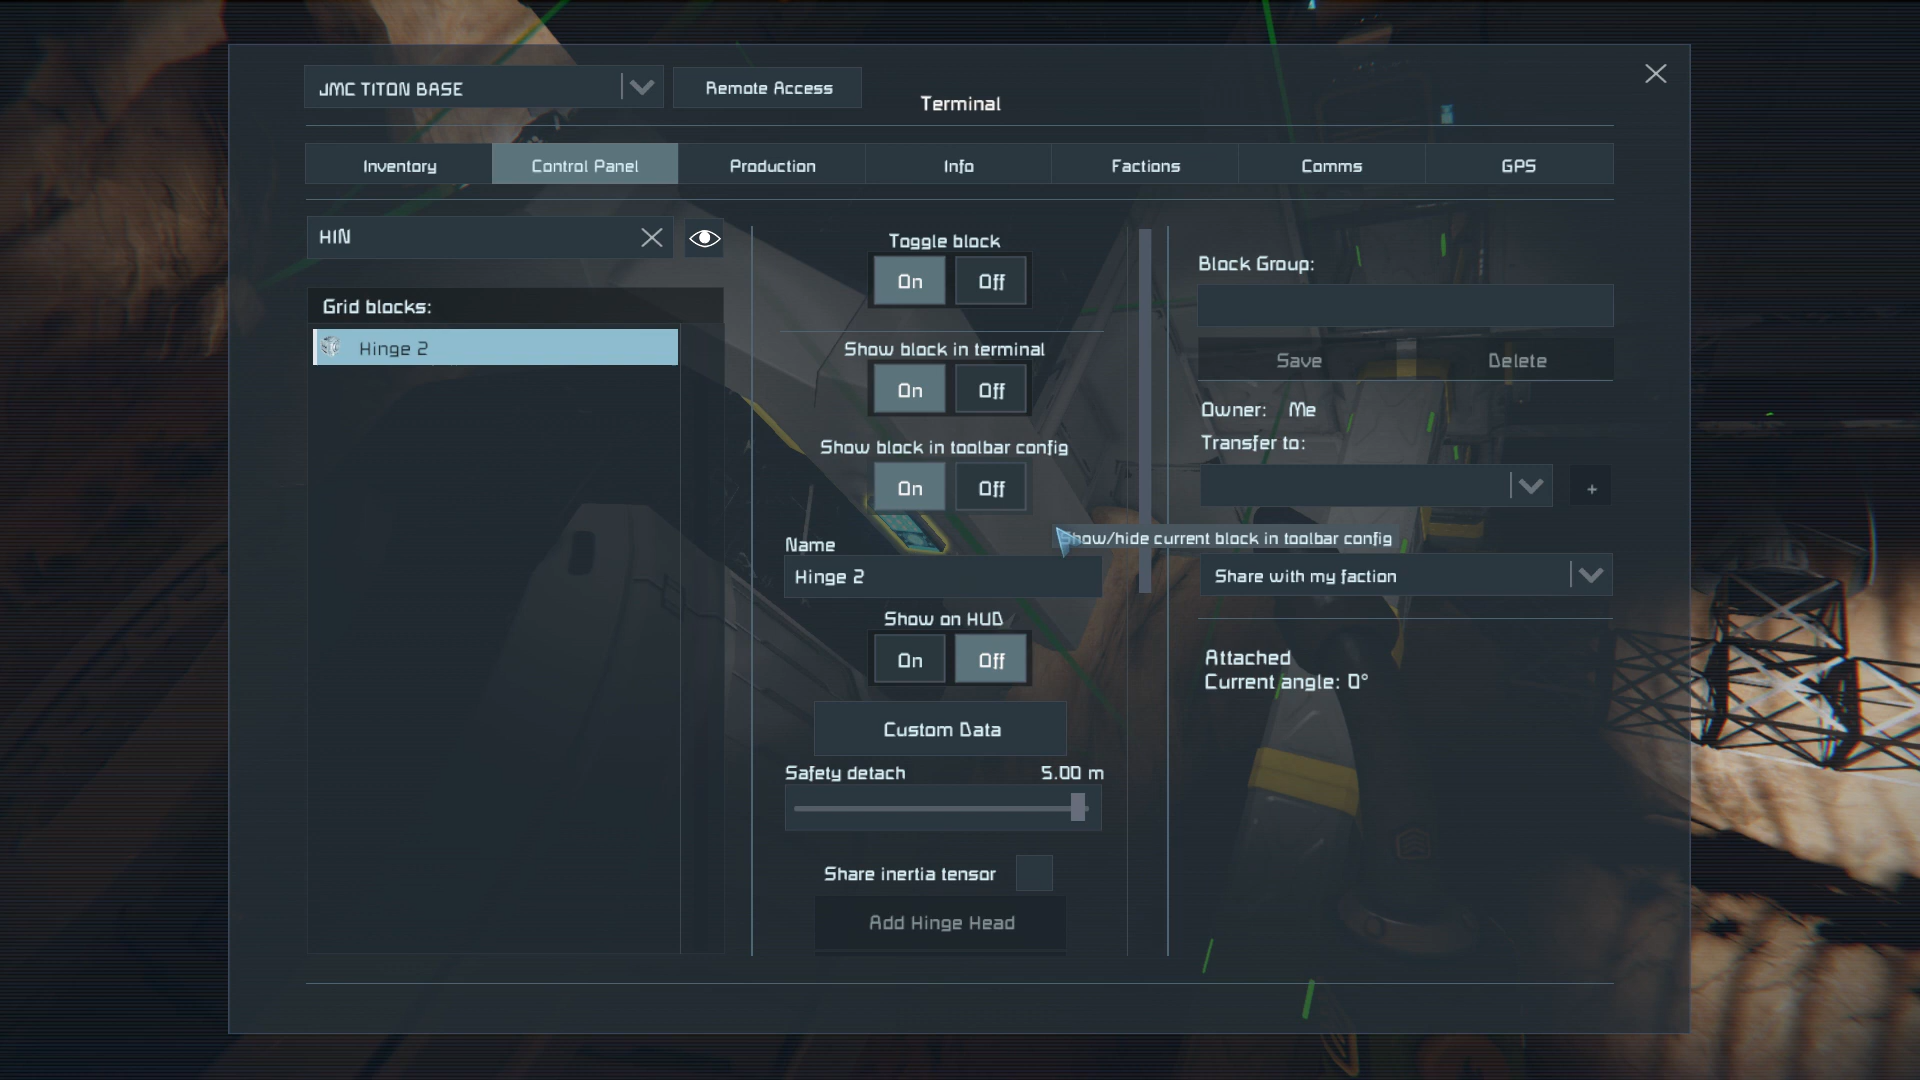 JMC TITON BASE
Remote Access
Terminal
Inventory
Control Panel
Production
Info
Factions
Comms
GPS
HIN
Grid blocks:
Hinge 2
Toggle block
On
Off
Show block in terminal
On
Off
Show block in toolbar config
On
Off
Name
Hinge 2
Show on HUD
On
Off
Custom Data
Safety detach
5.00 m
Share inertia tensor
Add Hinge Head
Block Group:
Save
Delete
Owner: Me
Transfer to:
+
Show/hide current block in toolbar config
Share with my faction
Attached
Current angle: 0°